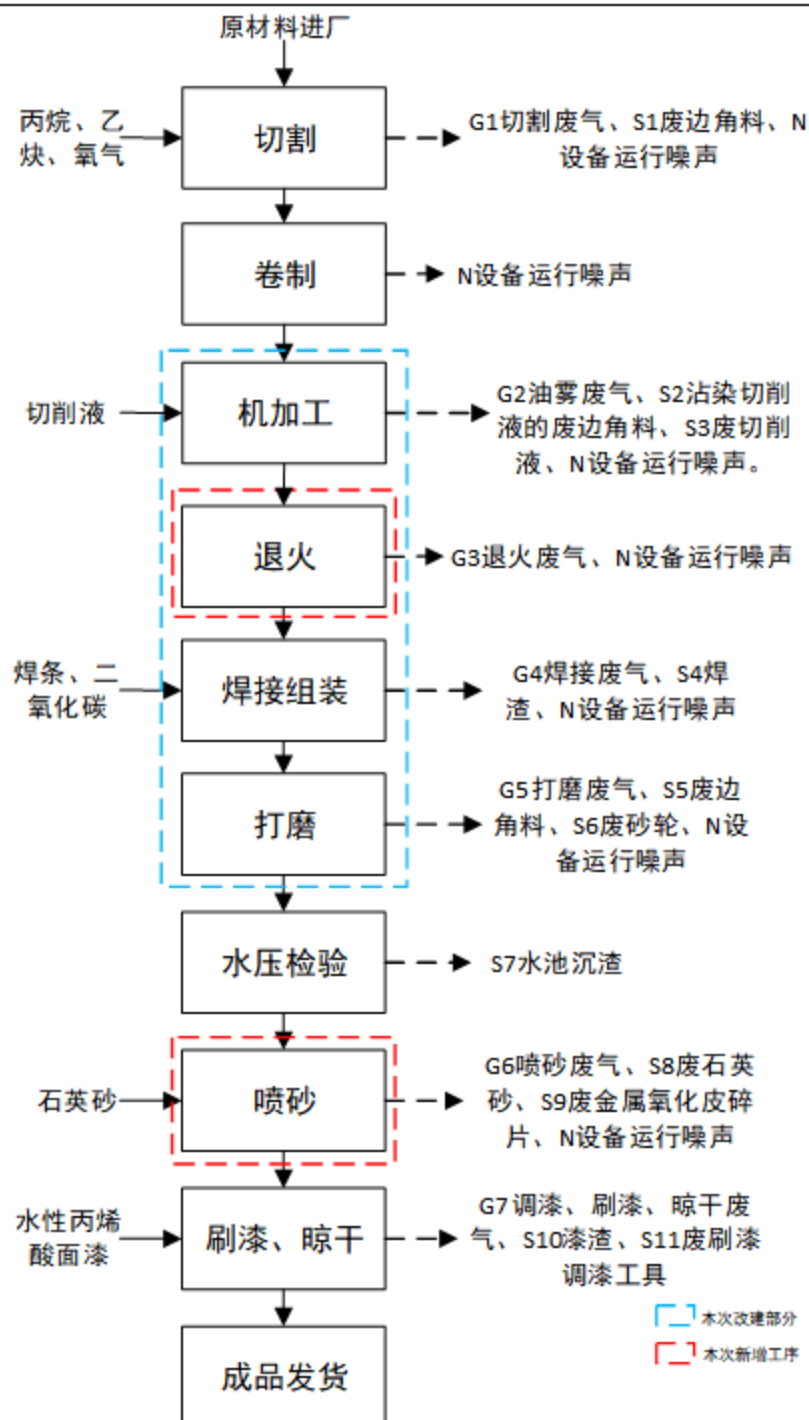 原材料进厂
丙烷、乙
炔、氧气
切割
G1切割废气、S1废边角料、N
设备运行噪声
卷制
N设备运行噪声
切削液
机加工
G2油雾废气、S2沾染切削
液的废边角料、S3废切削
液、N设备运行噪声。
退火
G3退火废气、N设备运行噪声
焊条、二
氧化碳
焊接组装
G4焊接废气、S4焊
渣、N设备运行噪声
打磨
G5打磨废气、S5废边
角料、S6废砂轮、N设
备运行噪声
水压检验
S7水池沉渣
石英砂
喷砂
G6喷砂废气、S8废石英
砂、S9废金属氧化皮碎
片、N设备运行噪声
水性丙烯
酸面漆
刷漆、晾干
G7调漆、刷漆、晾干废
气、S10漆渣、S11废刷漆
调漆工具
本次改建部分
本次新增工序
成品发货